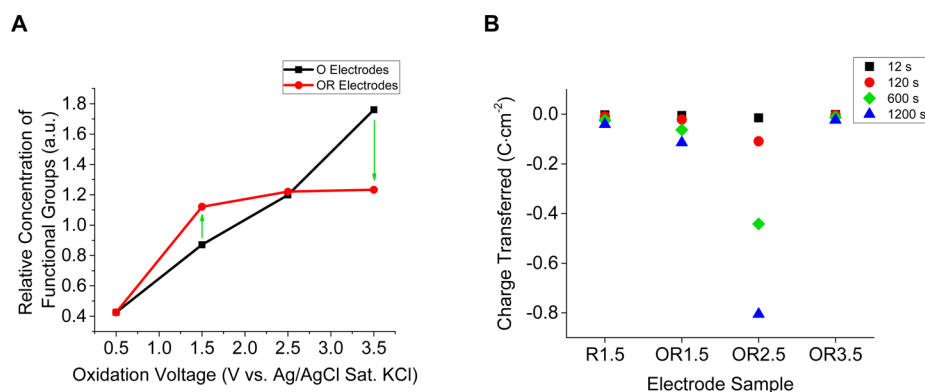 A
O Electrodes
OR Electrodes
Relative Concentration of
Functional Groups (a.u.)
1.8
1.6
1.4
1.2
1.0
0.8
0.6
0.4
0.5 1.0 1.5 2.0 2.5 3.0 3.5
Oxidation Voltage (V vs. Ag/AgCl Sat. KCl)
B
12 s
120 s
600 s
1200 s
Charge Transferred (C·cm⁻²)
0.0
-0.2
-0.4
-0.6
-0.8
R1.5 OR1.5 OR2.5 OR3.5
Electrode Sample